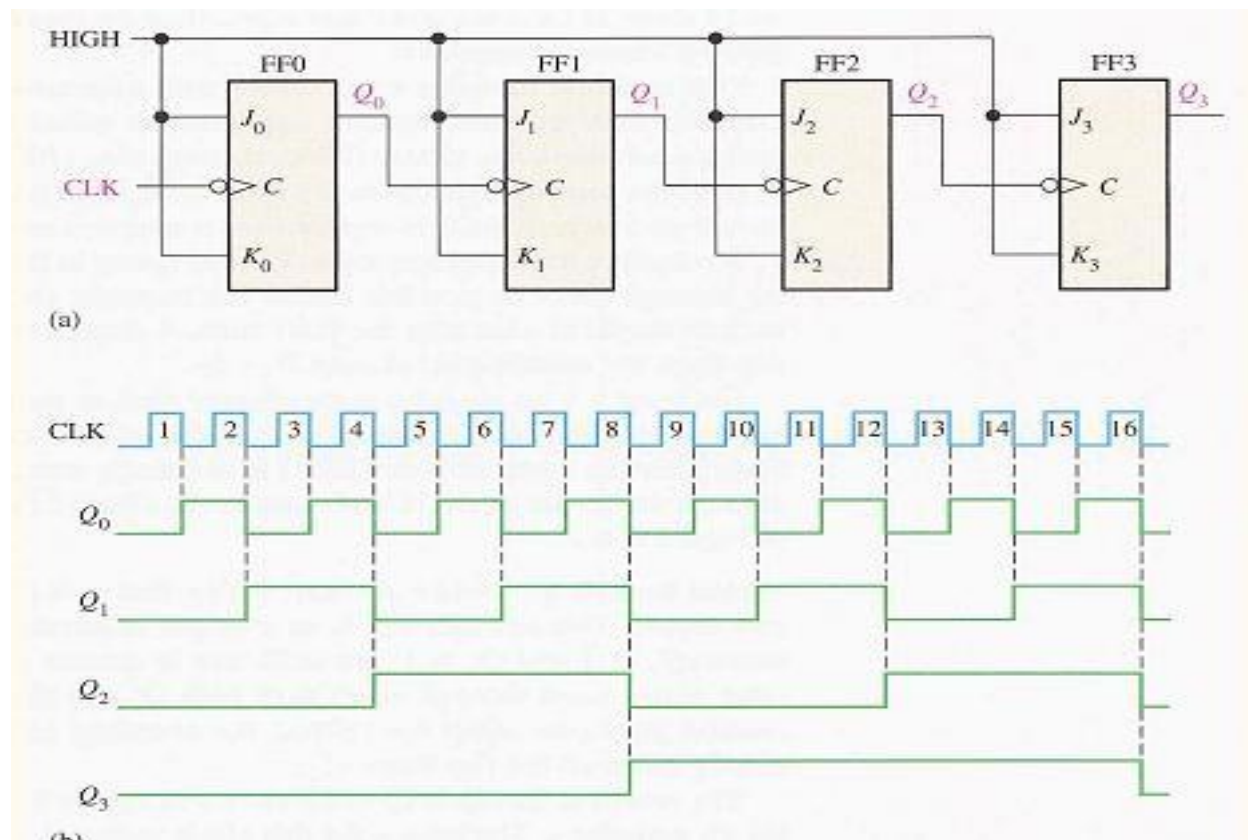 HIGH
FF0 FF1 FF2 FF3
Q0 Q1 Q2 Q3
J0 J1 J2 J3
CLK C C C C
K0 K1 K2 K3
(a)
CLK 1 2 3 4 5 6 7 8 9 10 11 12 13 14 15 16
Q0
Q1
Q2
Q3
(b)